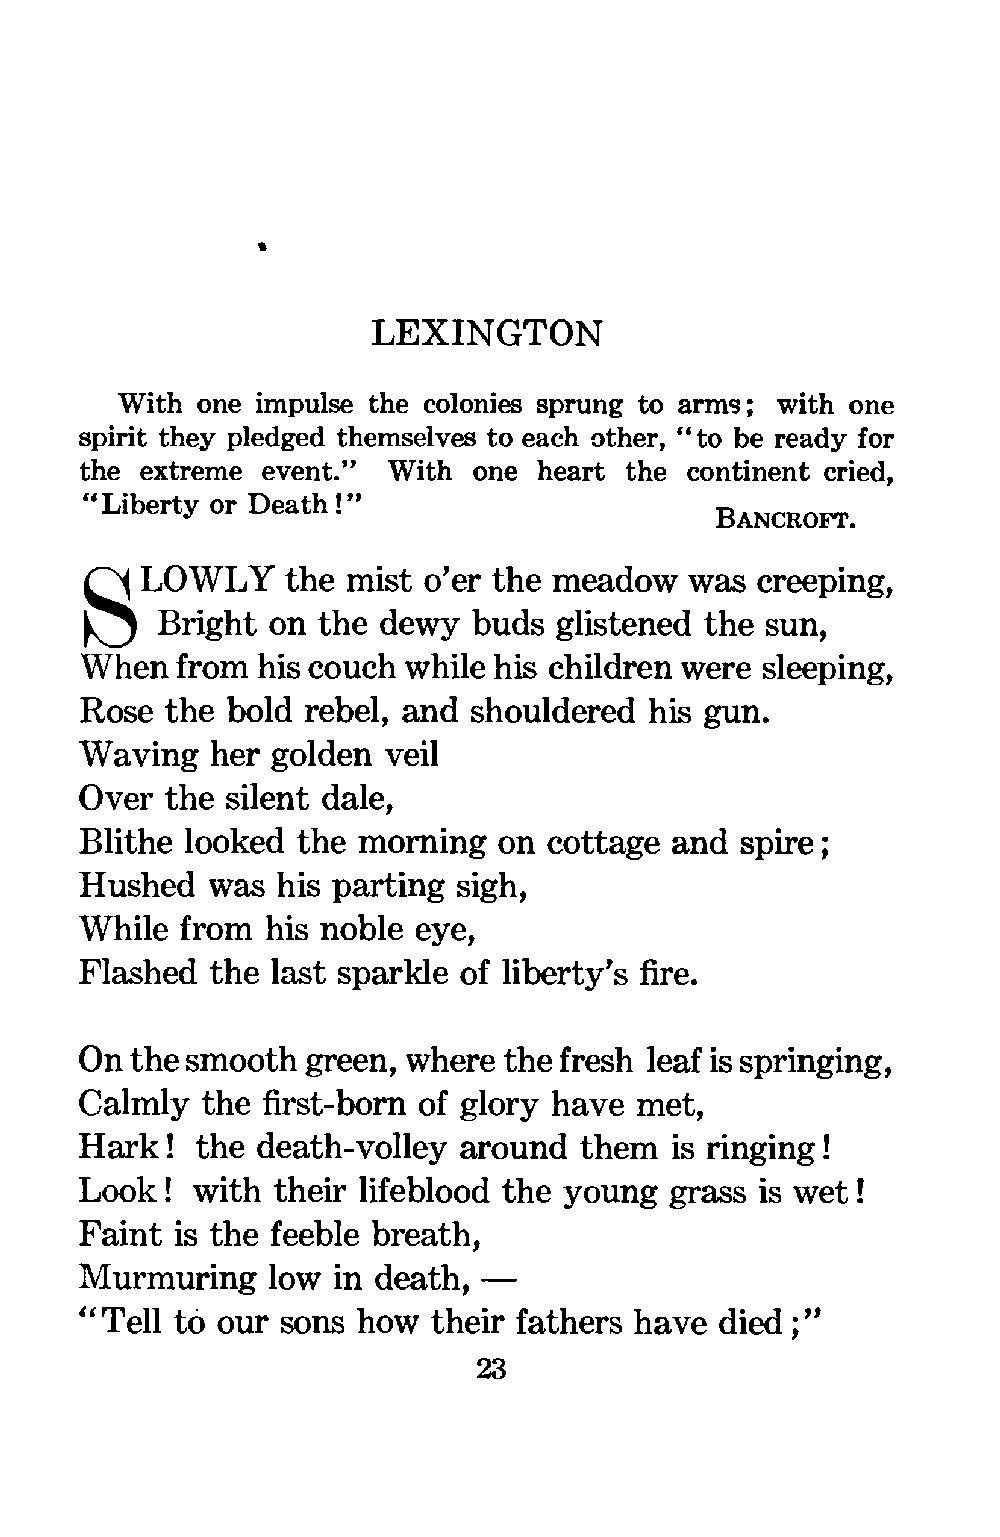 LEXINGTON
With one impulse the colonies sprung to arms; with one
spirit they pledged themselves to each other, "to be ready for
the extreme event." With one heart the continent cried,
"Liberty or Death!"
BANCROFT.
SLOWLY the mist o'er the meadow was creeping,
Bright on the dewy buds glistened the sun,
When from his couch while his children were sleeping,
Rose the bold rebel, and shouldered his gun.
Waving her golden veil
Over the silent dale,
Blithe looked the morning on cottage and spire;
Hushed was his parting sigh,
While from his noble eye,
Flashed the last sparkle of liberty's fire.

On the smooth green, where the fresh leaf is springing,
Calmly the first-born of glory have met,
Hark! the death-volley around them is ringing!
Look! with their lifeblood the young grass is wet!
Faint is the feeble breath,
Murmuring low in death, —
"Tell to our sons how their fathers have died;"
23